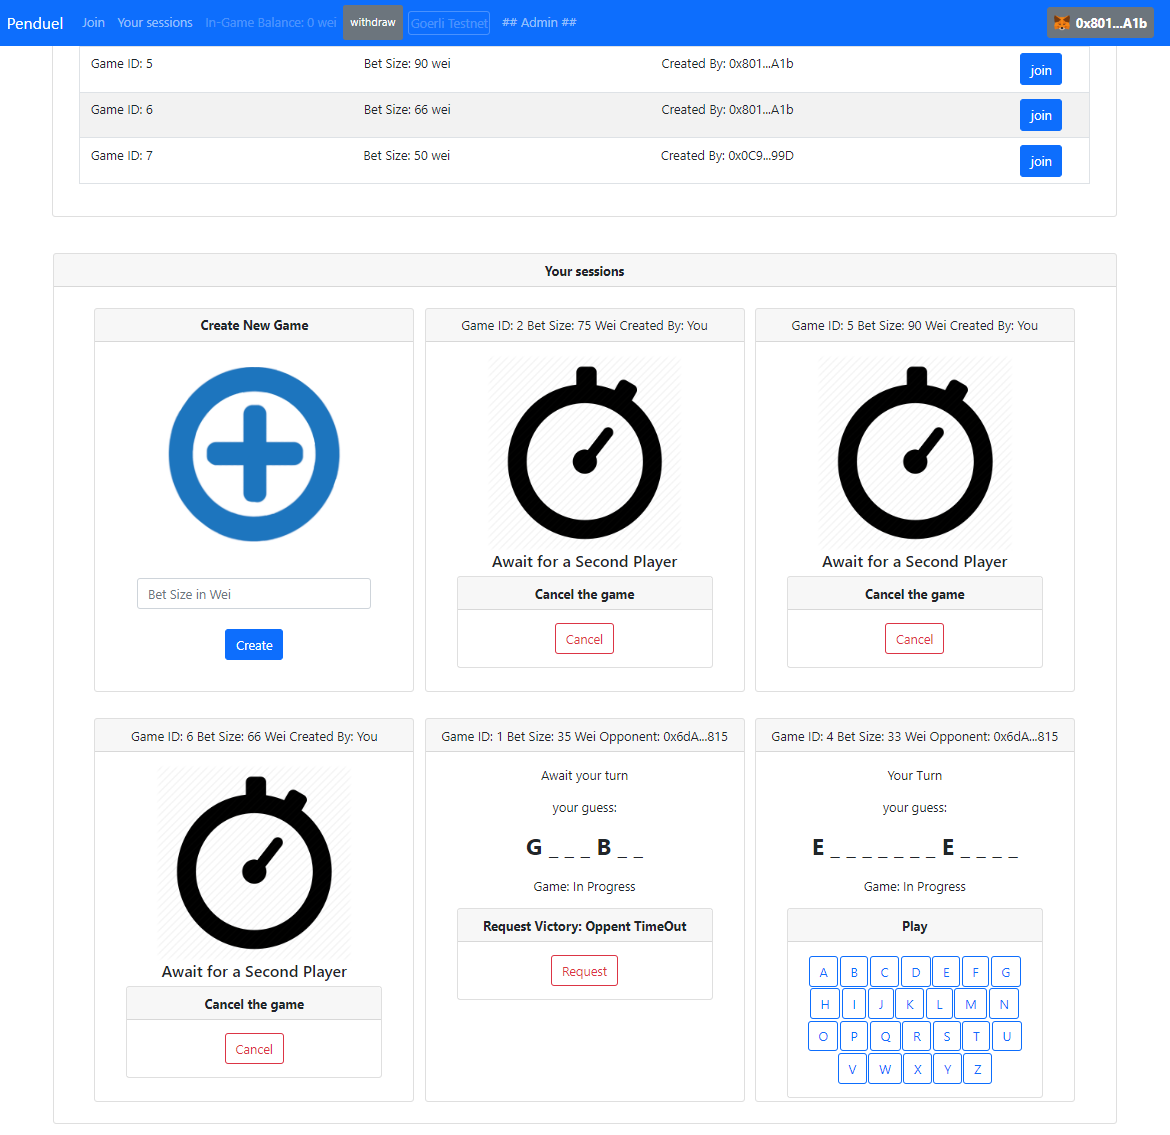 Penduel Join Your sessions In-Game Balance: 0 wei withdraw Goerli Testnet ## Admin ## 0x801...A1b
Game ID: 5 Bet Size: 90 wei Created By: 0x801...A1b join
Game ID: 6 Bet Size: 66 wei Created By: 0x801...A1b join
Game ID: 7 Bet Size: 50 wei Created By: 0x0C9...99D join
Your sessions
Create New Game
Bet Size in Wei
Create
Game ID: 2 Bet Size: 75 Wei Created By: You
Await for a Second Player
Cancel the game
Cancel
Game ID: 5 Bet Size: 90 Wei Created By: You
Await for a Second Player
Cancel the game
Cancel
Game ID: 6 Bet Size: 66 Wei Created By: You
Await for a Second Player
Cancel the game
Cancel
Game ID: 1 Bet Size: 35 Wei Opponent: 0x6dA...815
Await your turn
your guess:
G _ _ _ B _ _
Game: In Progress
Request Victory: Oppent TimeOut
Request
Game ID: 4 Bet Size: 33 Wei Opponent: 0x6dA...815
Your Turn
your guess:
E _ _ _ _ _ _ _ E _ _ _ _
Game: In Progress
Play
A B C D E F G
H I J K L M N
O P Q R S T U
V W X Y Z